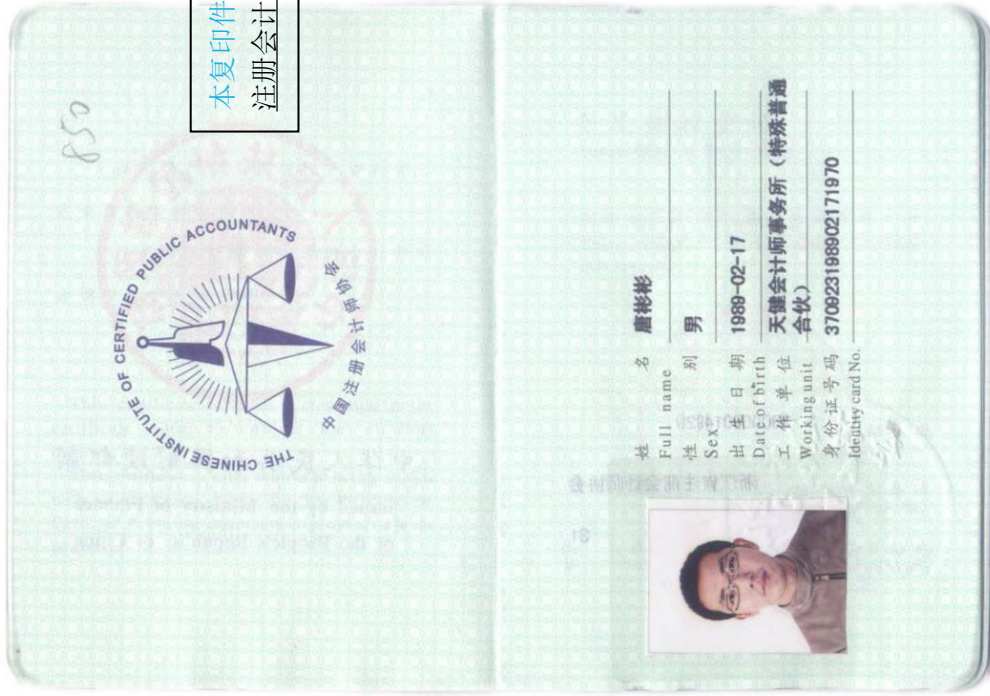 850
本复印件
注册会计
THE CHINESE INSTITUTE OF CERTIFIED PUBLIC ACCOUNTANTS
中国注册会计师协会
姓 名 唐彬彬
Full name
性 别 男
Sex
出 生 日 期 1989-02-17
Date of birth
工 作 单 位 天健会计师事务所（特殊普通
Working unit 合伙）
身份证号码 370923198902171970
Identity card No.